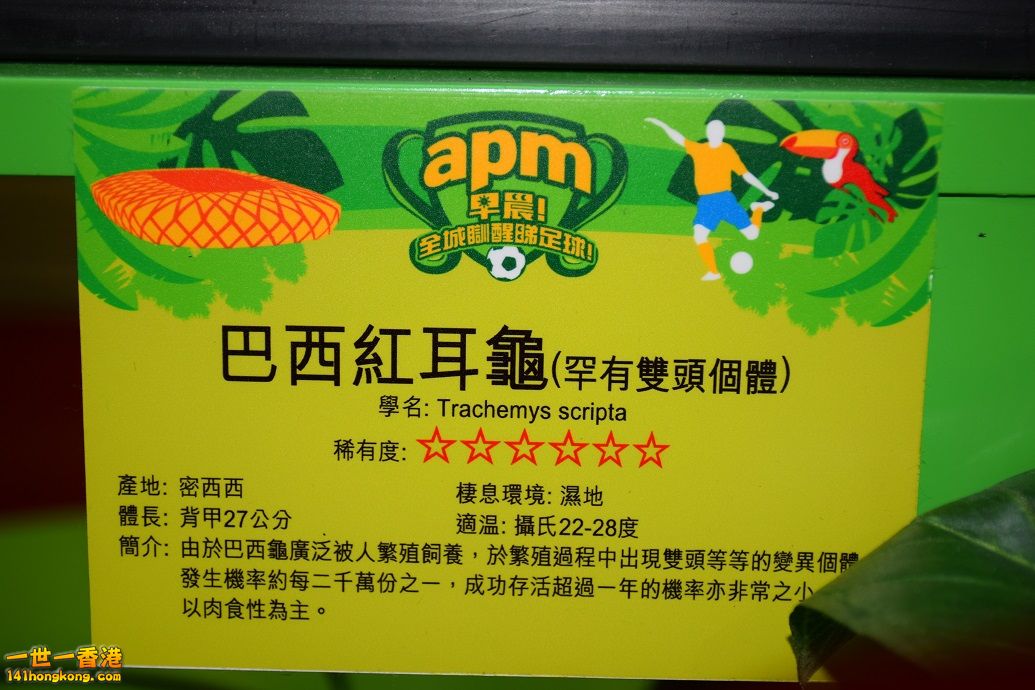 apm
早晨!
全城瞓醒睇足球!
巴西紅耳龜(罕有雙頭個體)
學名: Trachemys scripta
稀有度: ☆☆☆☆☆☆
產地: 密西西
棲息環境: 濕地
體長: 背甲27公分
適温: 攝氏22-28度
簡介: 由於巴西龜廣泛被人繁殖飼養，於繁殖過程中出現雙頭等等的變異個體
發生機率約每二千萬份之一，成功存活超過一年的機率亦非常之小
以肉食性為主。
一世一香港
141hongkong.com